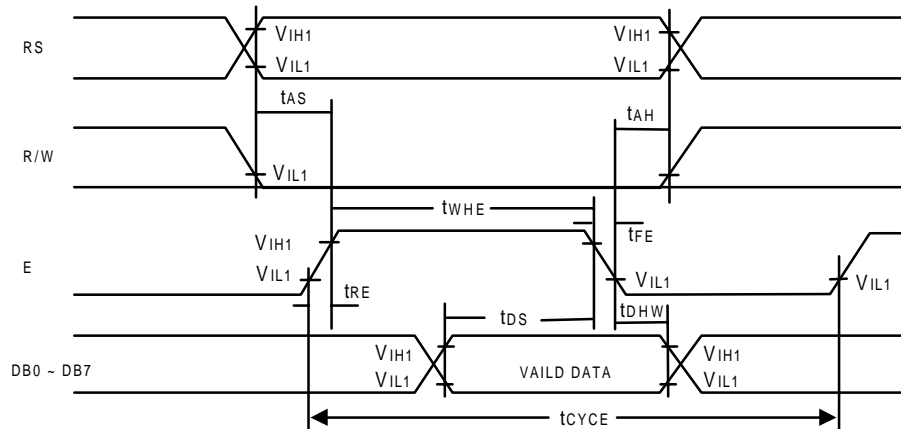 VIH1 VIH1
RS
VIL1 VIL1
tAS tAH
R/W
VIL1
tWHE
VIH1 tFE
E
VIL1 VIL1 VIL1
tRE tDS tDHW
VIH1 VIH1
DB0 ~ DB7 VAILD DATA
VIL1 VIL1
tCYCE